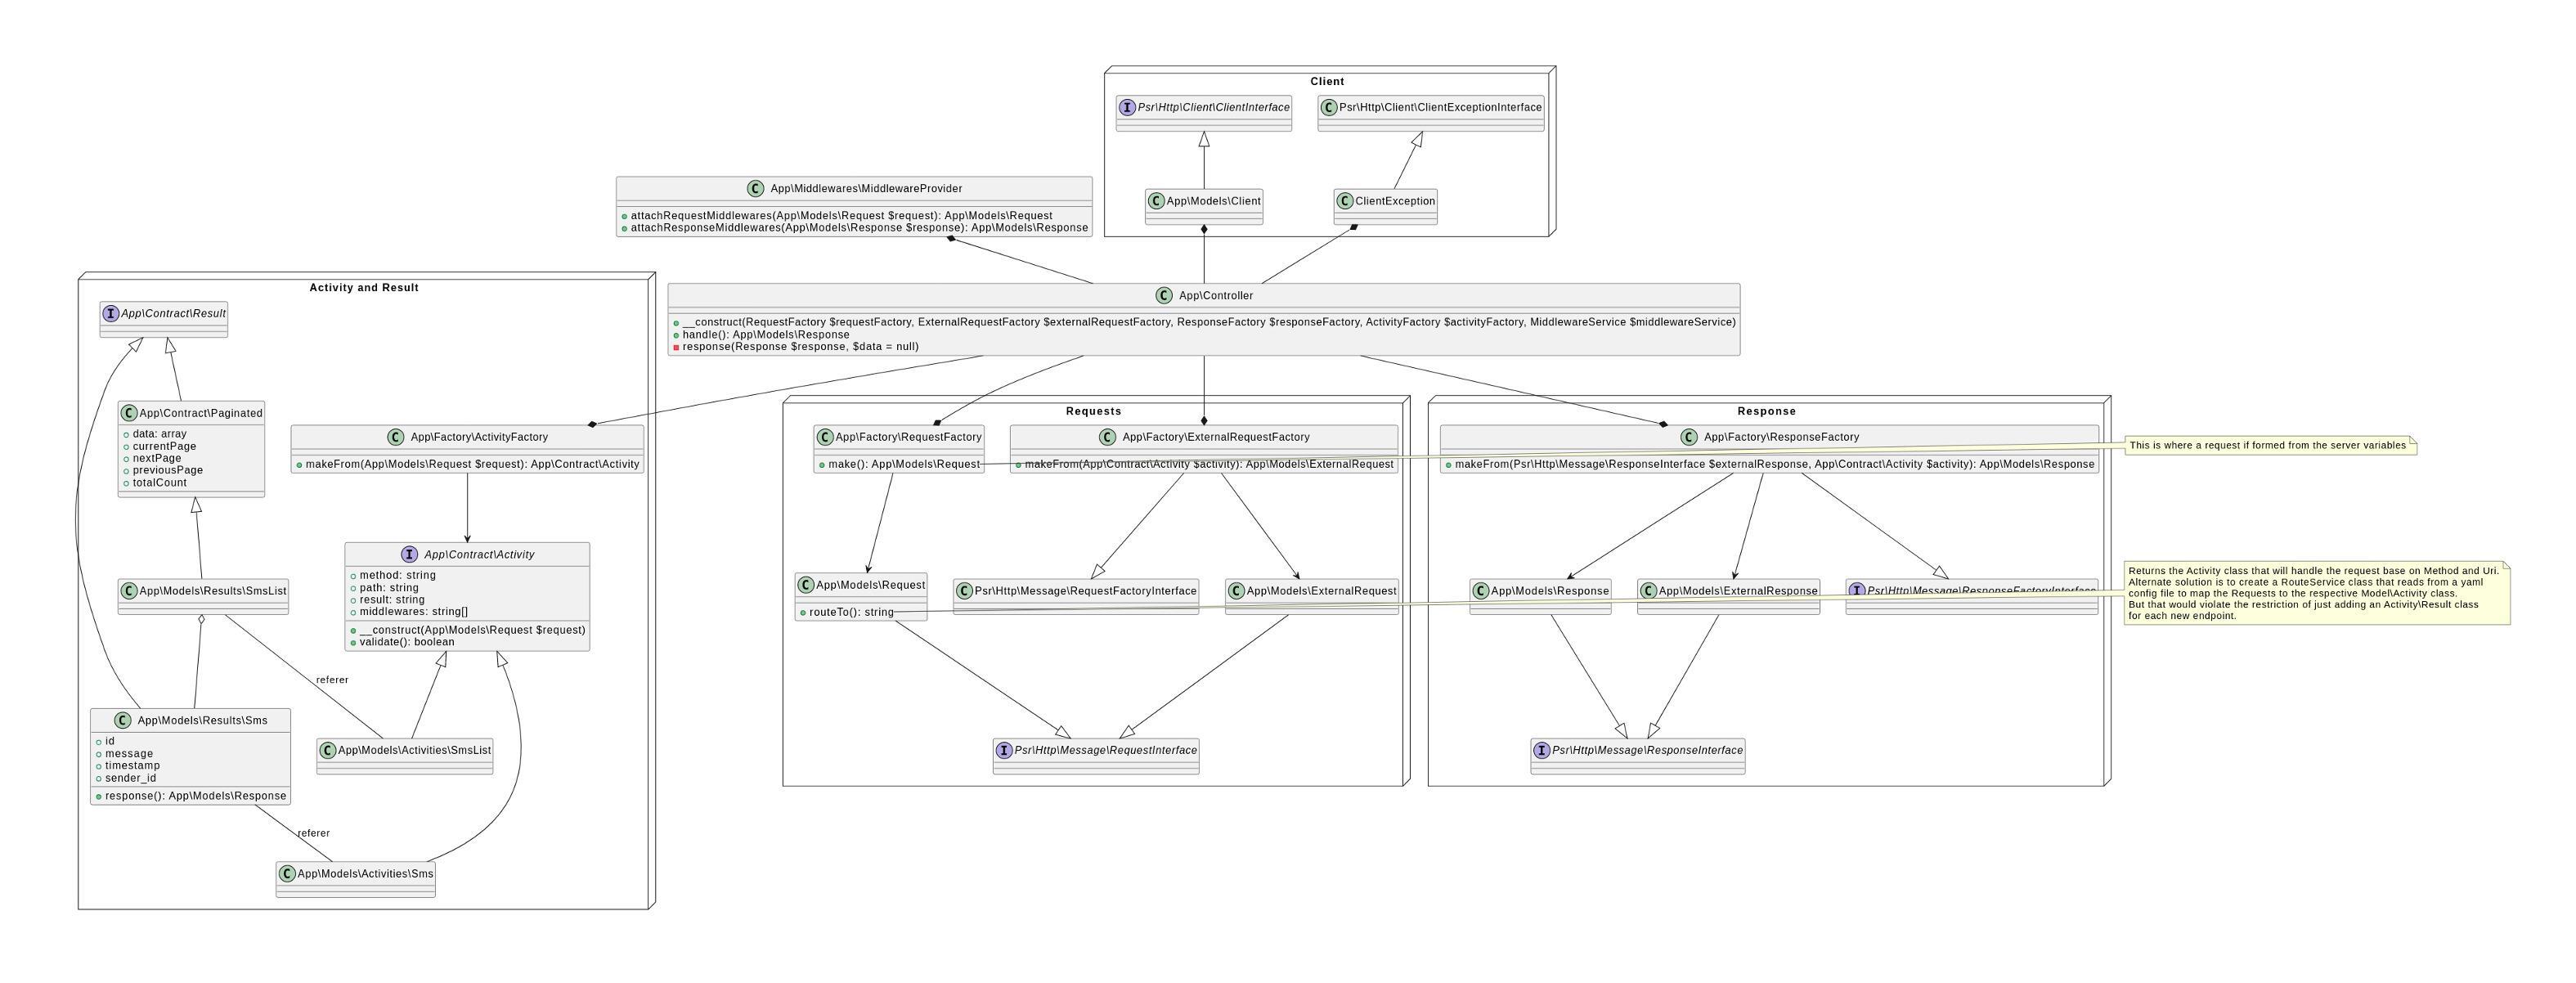 Client
I Psr\Http\Client\ClientInterface
C Psr\Http\Client\ClientExceptionInterface
C App\Models\Client
C ClientException
C App\Middlewares\MiddlewareProvider
attachRequestMiddlewares(App\Models\Request $request): App\Models\Request
attachResponseMiddlewares(App\Models\Response $response): App\Models\Response
C App\Controller
__construct(RequestFactory $requestFactory, ExternalRequestFactory $externalRequestFactory, ResponseFactory $responseFactory, ActivityFactory $activityFactory, MiddlewareService $middlewareService)
handle(): App\Models\Response
response(Response $response, $data = null)
Activity and Result
I App\Contract\Result
C App\Contract\Paginated
data: array
currentPage
nextPage
previousPage
totalCount
C App\Factory\ActivityFactory
makeFrom(App\Models\Request $request): App\Contract\Activity
I App\Contract\Activity
method: string
path: string
result: string
middlewares: string[]
__construct(App\Models\Request $request)
validate(): boolean
C App\Models\Results\SmsList
referer
C App\Models\Results\Sms
id
message
timestamp
sender_id
response(): App\Models\Response
C App\Models\Activities\SmsList
referer
C App\Models\Activities\Sms
Requests
C App\Factory\RequestFactory
make(): App\Models\Request
C App\Factory\ExternalRequestFactory
makeFrom(App\Contract\Activity $activity): App\Models\ExternalRequest
C App\Models\Request
routeTo(): string
C Psr\Http\Message\RequestFactoryInterface
C App\Models\ExternalRequest
I Psr\Http\Message\RequestInterface
Response
C App\Factory\ResponseFactory
makeFrom(Psr\Http\Message\ResponseInterface $externalResponse, App\Contract\Activity $activity): App\Models\Response
C App\Models\Response
C App\Models\ExternalResponse
I Psr\Http\Message\ResponseFactoryInterface
I Psr\Http\Message\ResponseInterface
This is where a request if formed from the server variables
Returns the Activity class that will handle the request base on Method and Uri.
Alternate solution is to create a RouteService class that reads from a yaml
config file to map the Requests to the respective Model\Activity class.
But that would violate the restriction of just adding an Activity\Result class
for each new endpoint.